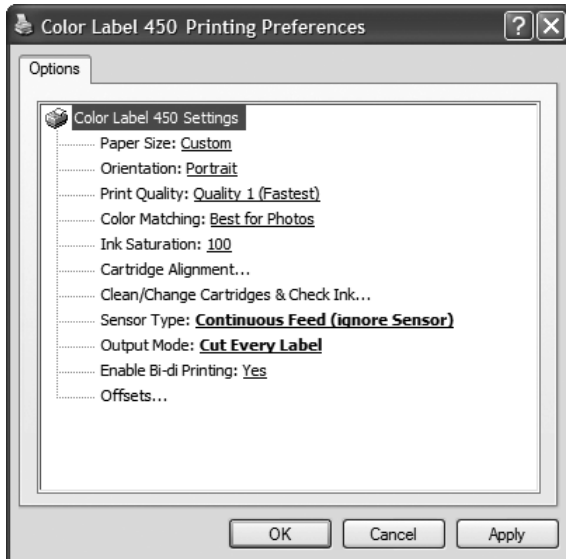 Color Label 450 Printing Preferences
Options
Color Label 450 Settings
Paper Size: Custom
Orientation: Portrait
Print Quality: Quality 1 (Fastest)
Color Matching: Best for Photos
Ink Saturation: 100
Cartridge Alignment...
Clean/Change Cartridges & Check Ink...
Sensor Type: Continuous Feed (ignore Sensor)
Output Mode: Cut Every Label
Enable Bi-di Printing: Yes
Offsets...
OK Cancel Apply